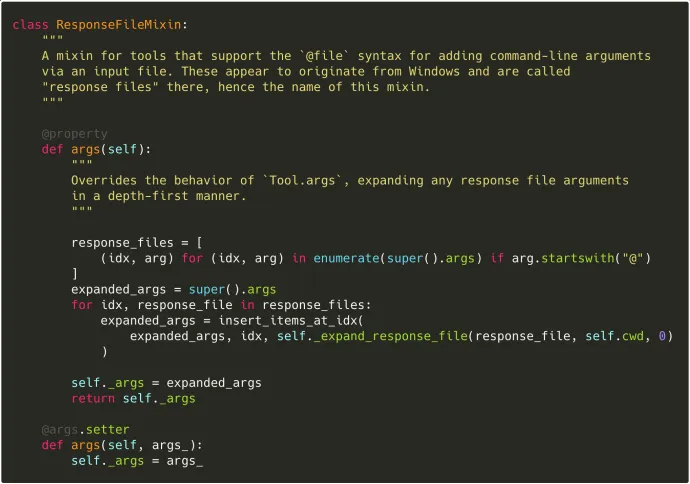 class ResponseFileMixin:
    """
    A mixin for tools that support the `@file` syntax for adding command-line arguments
    via an input file. These appear to originate from Windows and are called
    "response files" there, hence the name of this mixin.
    """

    @property
    def args(self):
        """
        Overrides the behavior of `Tool.args`, expanding any response file arguments
        in a depth-first manner.
        """

        response_files = [
            (idx, arg) for (idx, arg) in enumerate(super().args) if arg.startswith("@")
        ]
        expanded_args = super().args
        for idx, response_file in response_files:
            expanded_args = insert_items_at_idx(
                expanded_args, idx, self._expand_response_file(response_file, self.cwd, 0)
            )

        self._args = expanded_args
        return self._args

    @args.setter
    def args(self, args_):
        self._args = args_